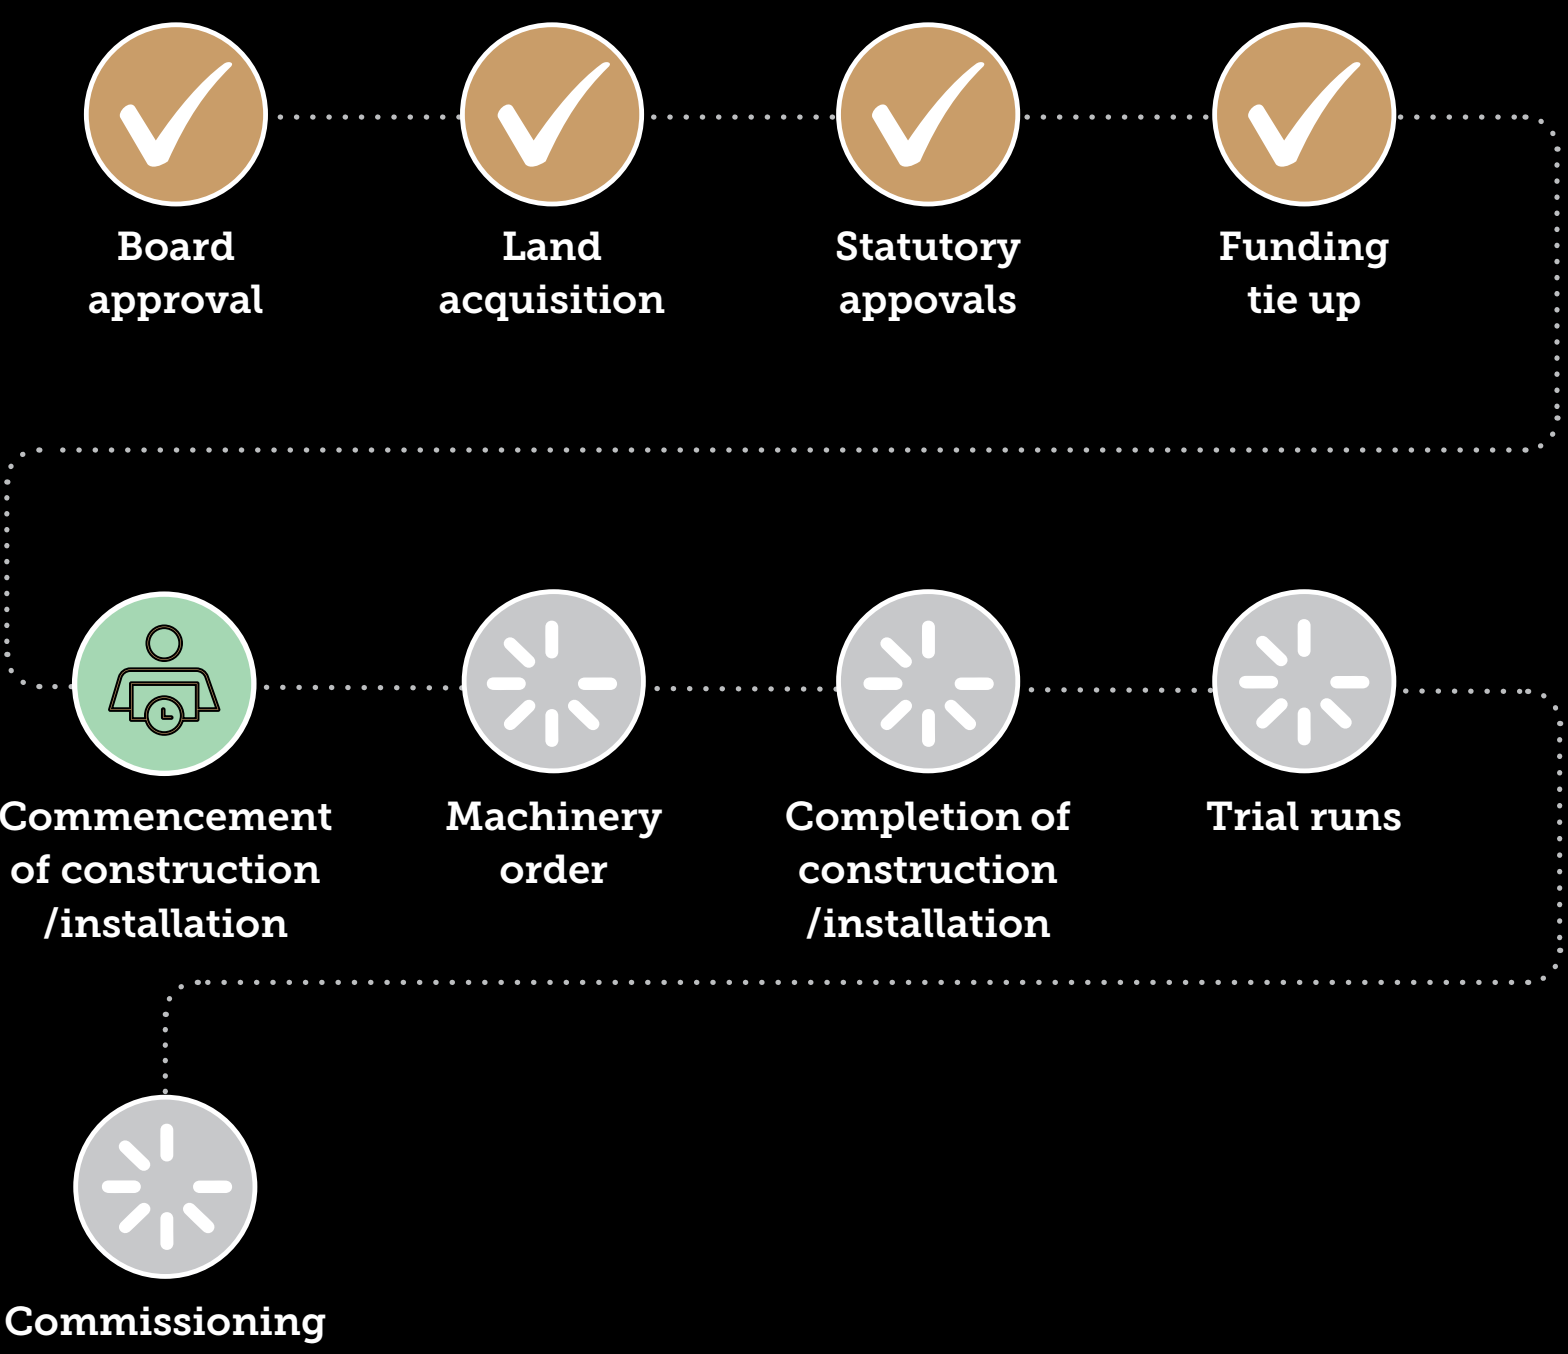 Board
approval
Land
acquisition
Statutory
appovals
Funding
tie up
Commencement
of construction
/installation
Machinery
order
Completion of
construction
/installation
Trial runs
Commissioning